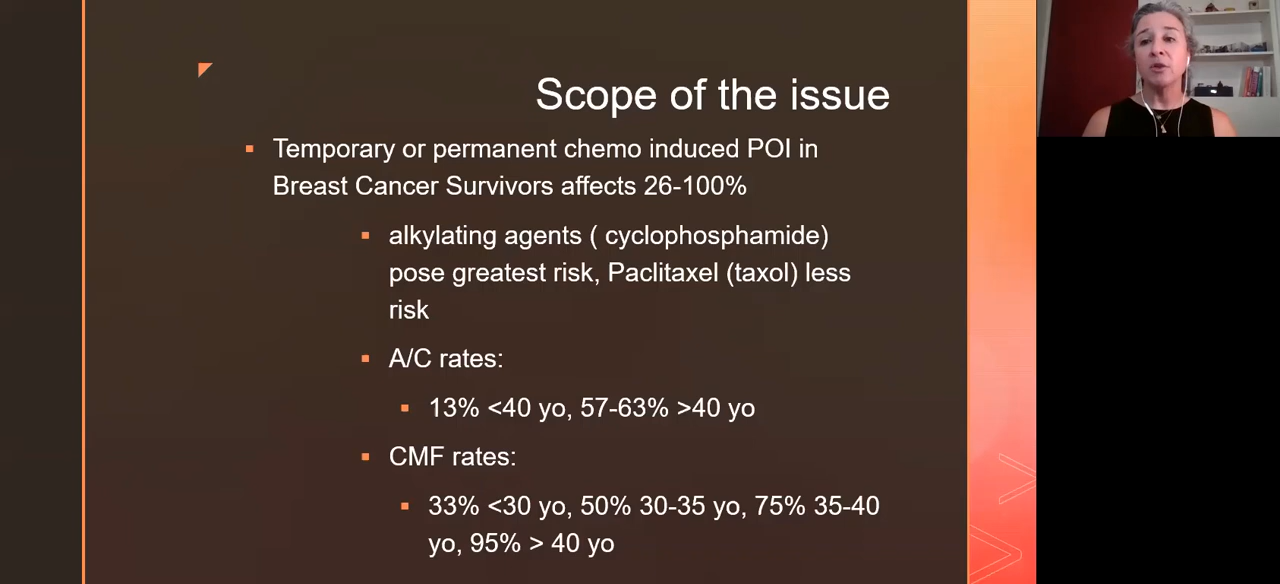 Scope of the issue
Temporary or permanent chemo induced POI in
Breast Cancer Survivors affects 26-100%
alkylating agents ( cyclophosphamide)
pose greatest risk, Paclitaxel (taxol) less
risk
A/C rates:
13% <40 yo, 57-63% >40 yo
CMF rates:
33% <30 yo, 50% 30-35 yo, 75% 35-40
yo, 95% > 40 yo